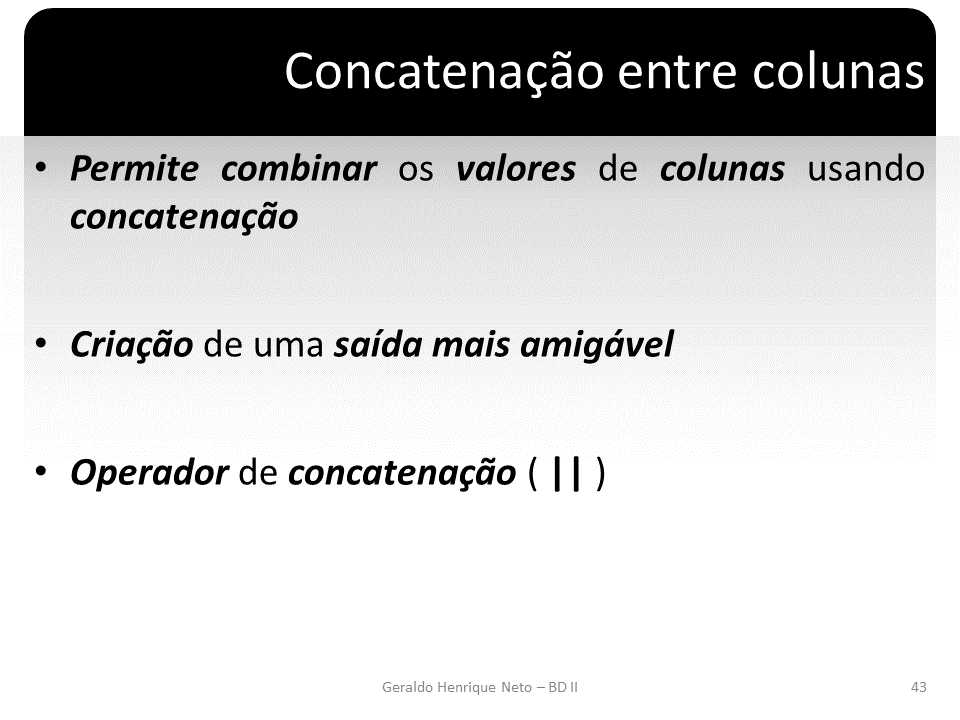 Concatenação entre colunas
• Permite combinar os valores de colunas usando
concatenação
• Criação de uma saída mais amigável
• Operador de concatenação ( || )
Geraldo Henrique Neto – BD II
43